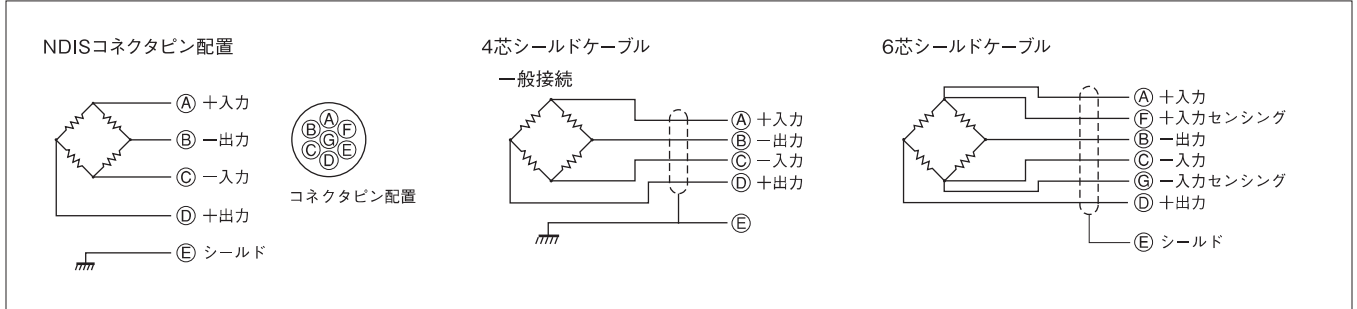 NDISコネクタピン配置
Ⓐ +入力
Ⓑ −出力
Ⓒ −入力
Ⓓ +出力
Ⓔ シールド
Ⓐ
Ⓑ Ⓕ
Ⓖ
Ⓒ Ⓔ
Ⓓ
コネクタピン配置
4芯シールドケーブル
一般接続
Ⓐ +入力
Ⓑ −出力
Ⓒ −入力
Ⓓ +出力
Ⓔ
6芯シールドケーブル
Ⓐ +入力
Ⓕ +入力センシング
Ⓑ −出力
Ⓒ −入力
Ⓖ −入力センシング
Ⓓ +出力
Ⓔ シールド